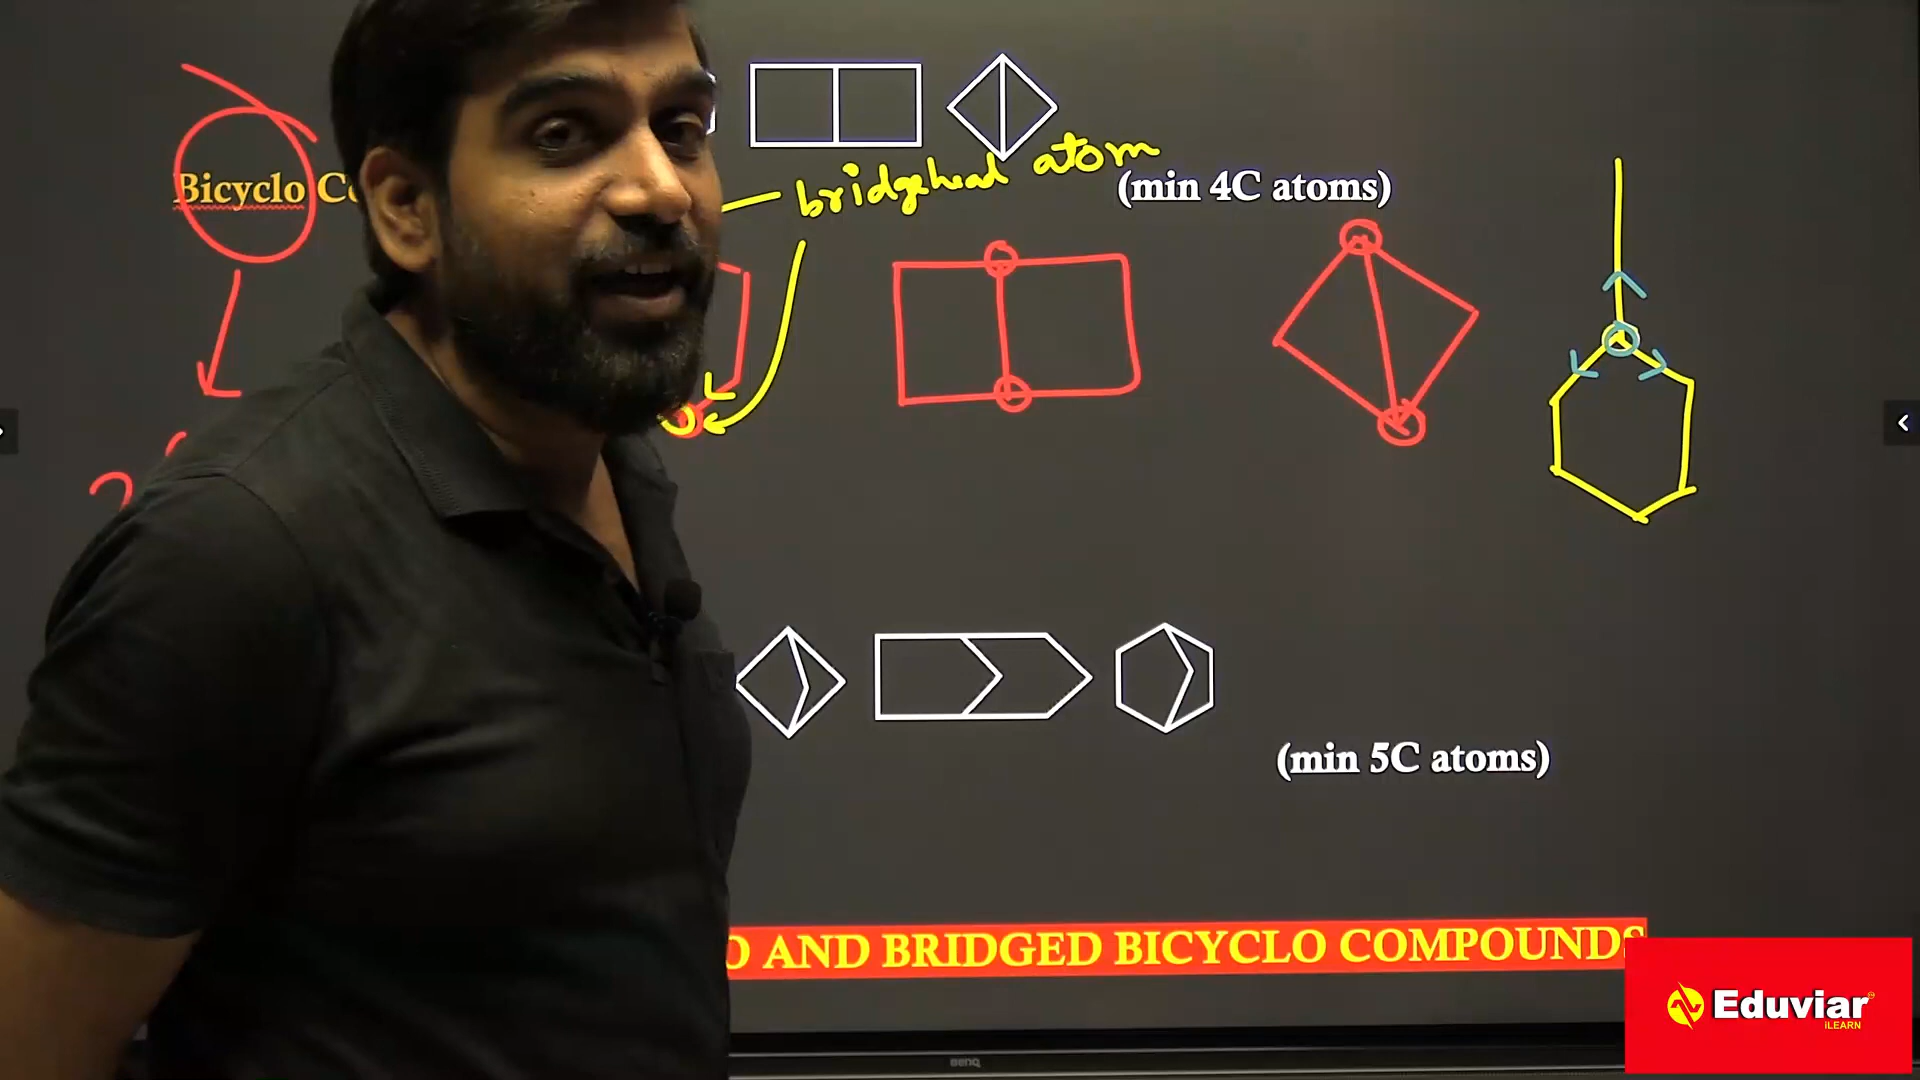 bridgehead atom
Bicyclo
(min 4C atoms)
(min 5C atoms)
AND BRIDGED BICYCLO COMPOUNDS
Eduviar
iLEARN
BenQ